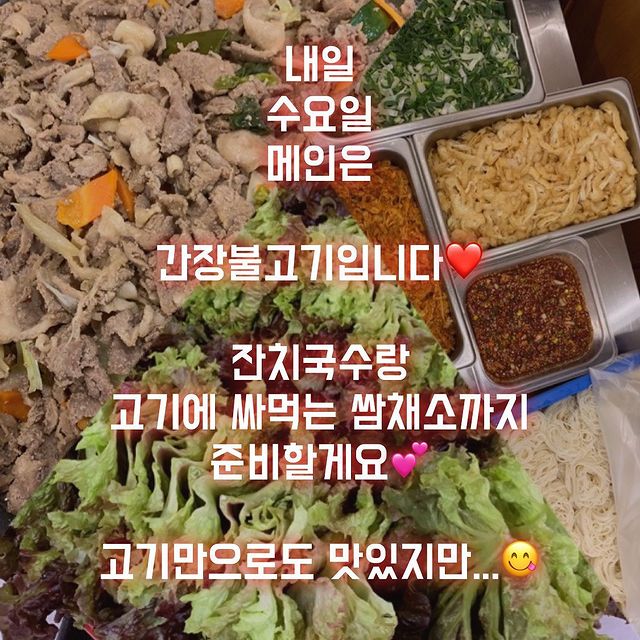 내일
수요일
메인은
간장불고기입니다❤️
잔치국수랑
고기에 싸먹는 쌈채소까지
준비할게요💕
고기만으로도 맛있지만...😋